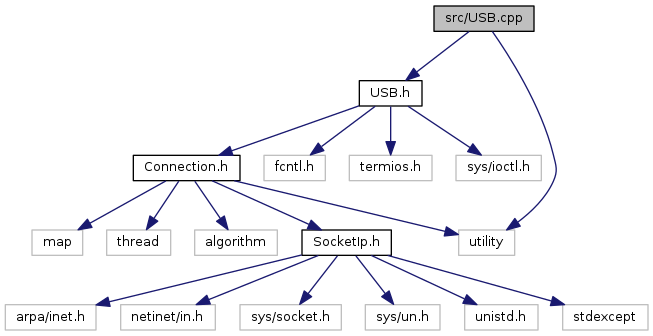 src/USB.cpp
USB.h
Connection.h
fcntl.h
termios.h
sys/ioctl.h
map
thread
algorithm
SocketIp.h
utility
arpa/inet.h
netinet/in.h
sys/socket.h
sys/un.h
unistd.h
stdexcept